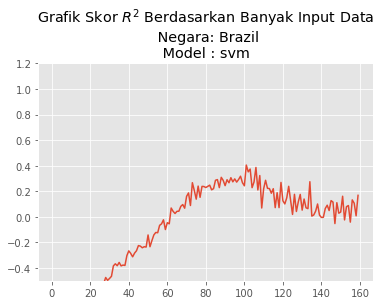 Grafik Skor R² Berdasarkan Banyak Input Data
Negara: Brazil
Model : svm
1.2
1.0
0.8
0.6
0.4
0.2
0.0
−0.2
−0.4
0 20 40 60 80 100 120 140 160